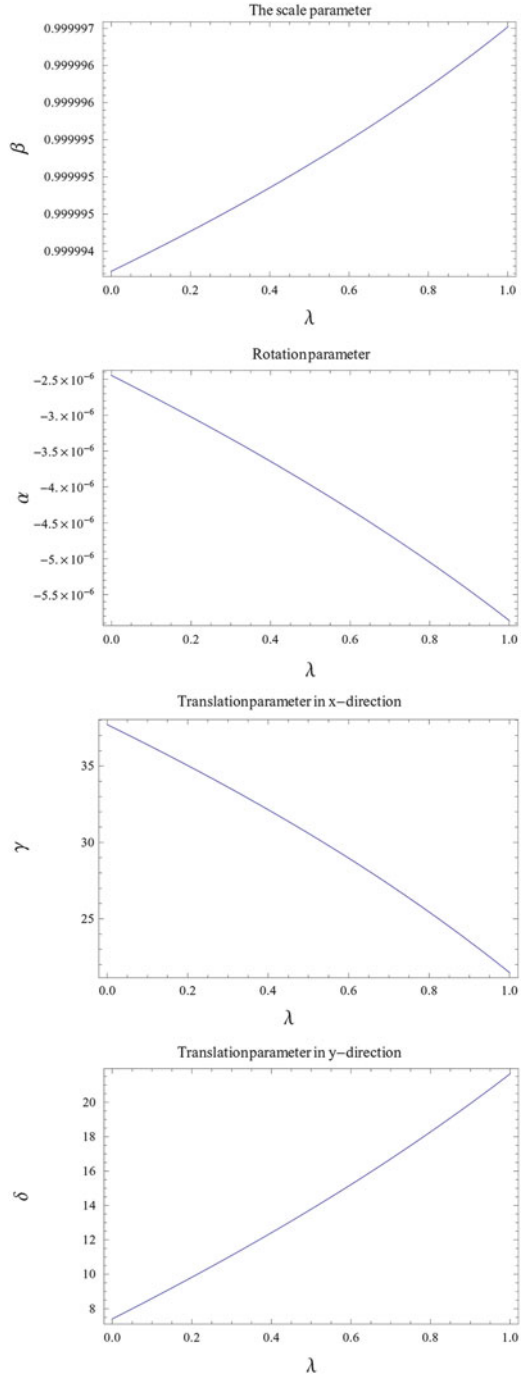 The scale parameter
0.999997
0.999996
0.999996
0.999995
0.999995
0.999995
0.999994
β
0.0 0.2 0.4 0.6 0.8 1.0
λ
Rotationparameter
−2.5×10⁻⁶
−3.×10⁻⁶
−3.5×10⁻⁶
−4.×10⁻⁶
−4.5×10⁻⁶
−5.×10⁻⁶
−5.5×10⁻⁶
α
0.0 0.2 0.4 0.6 0.8 1.0
λ
Translationparameter in x−direction
35
30
25
γ
0.0 0.2 0.4 0.6 0.8 1.0
λ
Translationparameter in y−direction
20
18
16
14
12
10
8
δ
0.0 0.2 0.4 0.6 0.8 1.0
λ